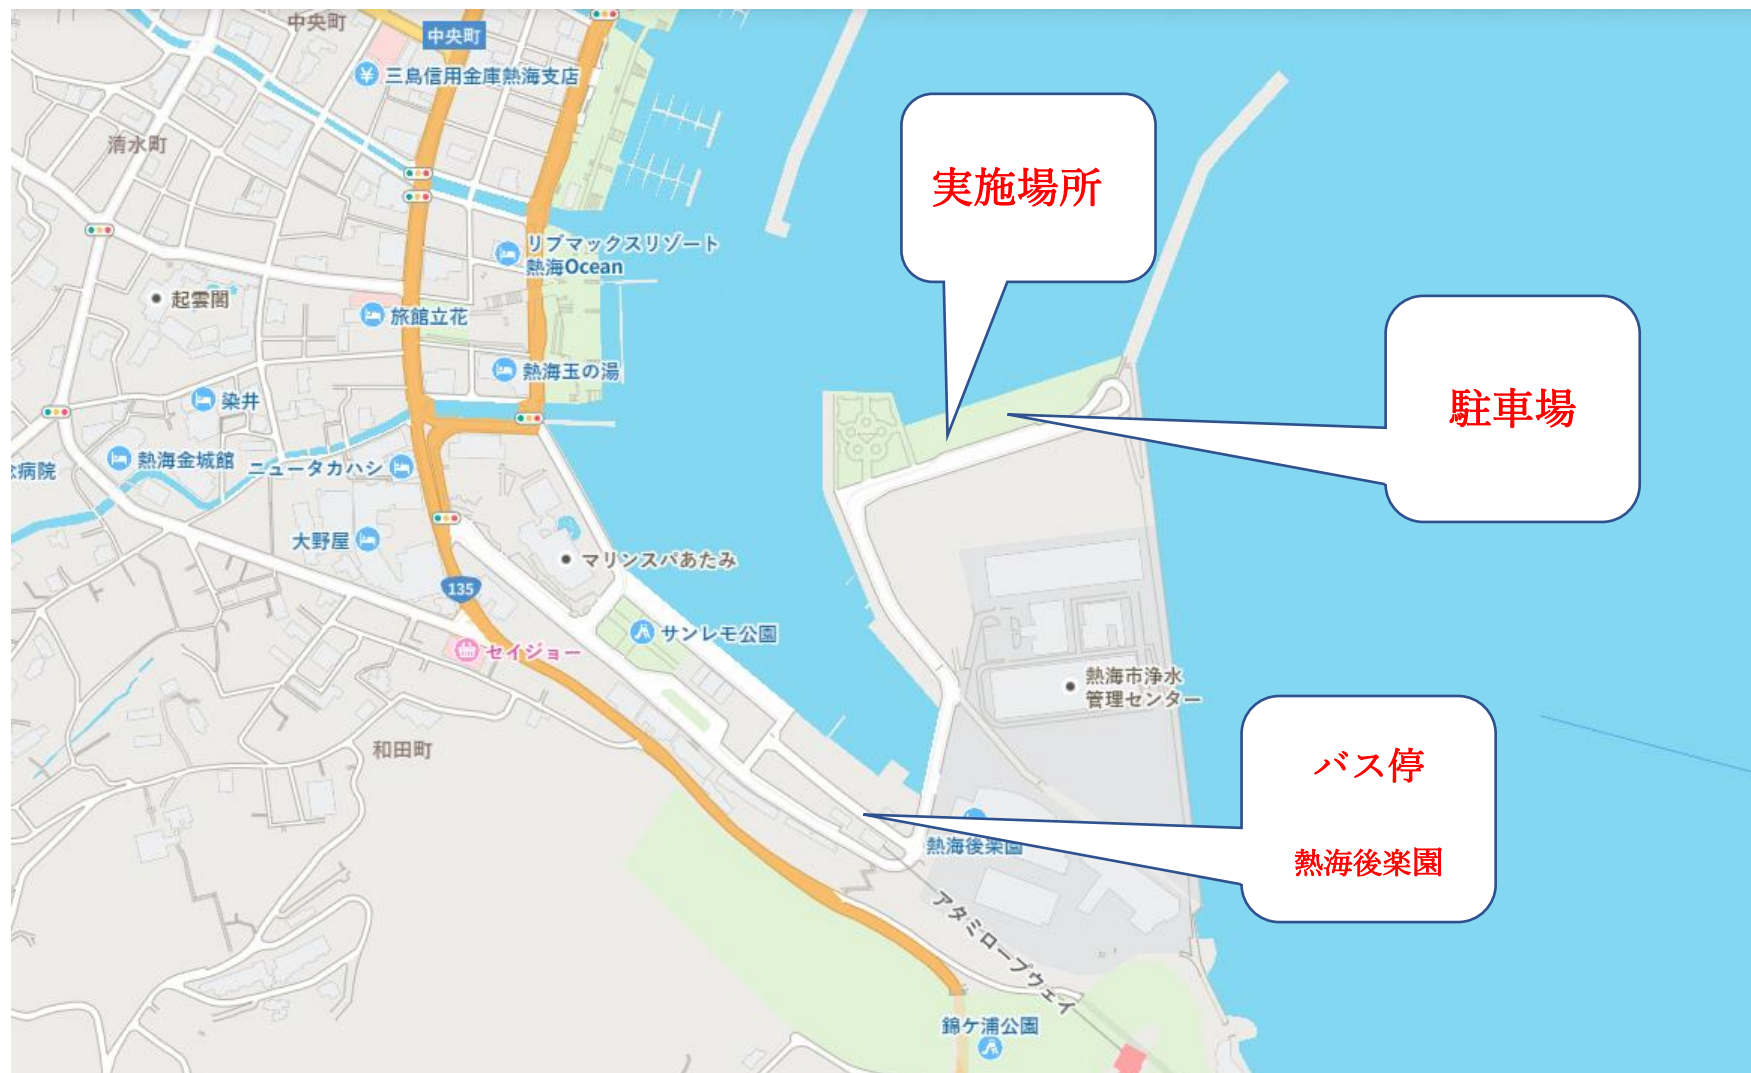 中央町
中央町
三島信用金庫熱海支店
清水町
実施場所
リブマックスリゾート
熱海Ocean
起雲閣
旅館立花
熱海玉の湯
染井
駐車場
熱海金城館
ニュータカハシ
病院
大野屋
マリンスパあたみ
135
サンレモ公園
セイジョー
熱海市浄水
管理センター
和田町
バス停
熱海後楽園
熱海後楽園
アタミロープウェイ
錦ケ浦公園